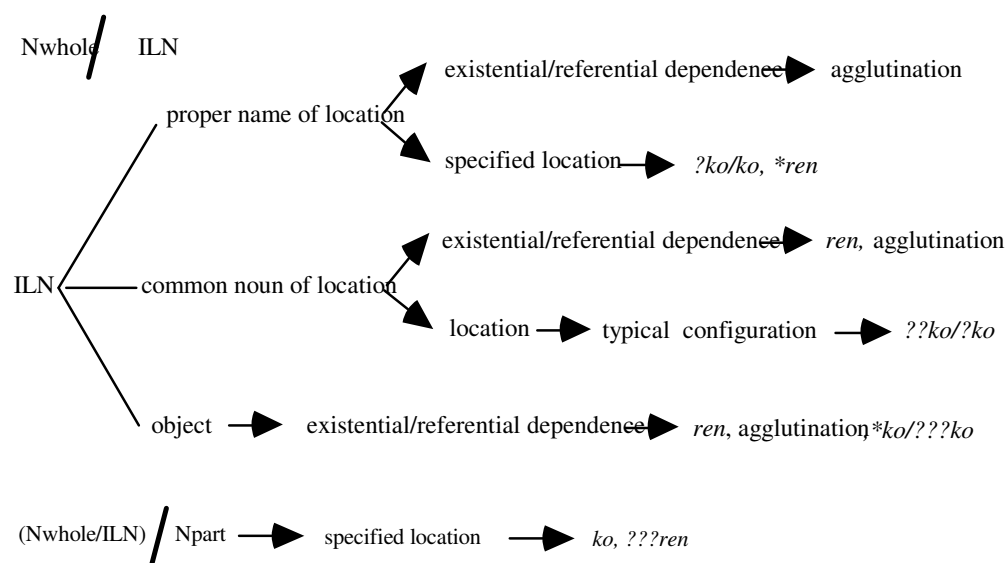 Nwhole / ILN
existential/referential dependence agglutination
proper name of location
specified location ?ko/ko, *ren
existential/referential dependence ren, agglutination
ILN common noun of location
location typical configuration ??ko/?ko
object existential/referential dependence ren, agglutination, *ko/???ko
(Nwhole/ILN) / Npart specified location ko, ???ren